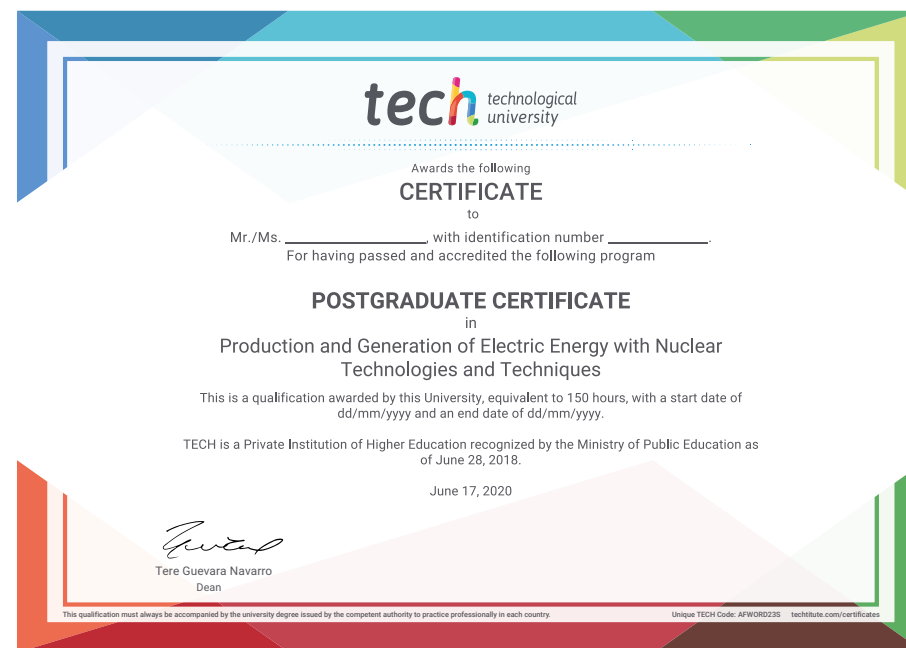 tech technological
university
Awards the following
CERTIFICATE
to
Mr./Ms. ____________________, with identification number ______________.
For having passed and accredited the following program
POSTGRADUATE CERTIFICATE
in
Production and Generation of Electric Energy with Nuclear
Technologies and Techniques
This is a qualification awarded by this University, equivalent to 150 hours, with a start date of
dd/mm/yyyy and an end date of dd/mm/yyyy.
TECH is a Private Institution of Higher Education recognized by the Ministry of Public Education as
of June 28, 2018.
June 17, 2020
Tere Guevara Navarro
Dean
This qualification must always be accompanied by the university degree issued by the competent authority to practice professionally in each country. Unique TECH Code: AFWORD23S techtitute.com/certificates